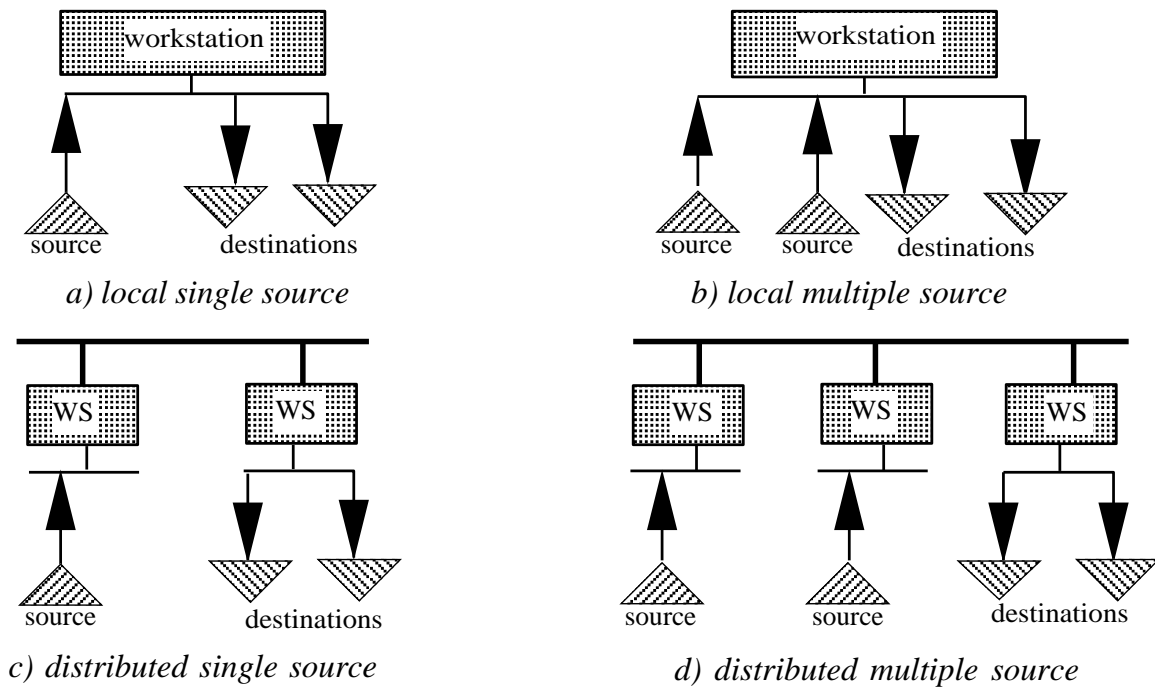 workstation
source
destinations
a) local single source
workstation
source
source
destinations
b) local multiple source
WS
WS
source
destinations
c) distributed single source
WS
WS
WS
source
source
destinations
d) distributed multiple source